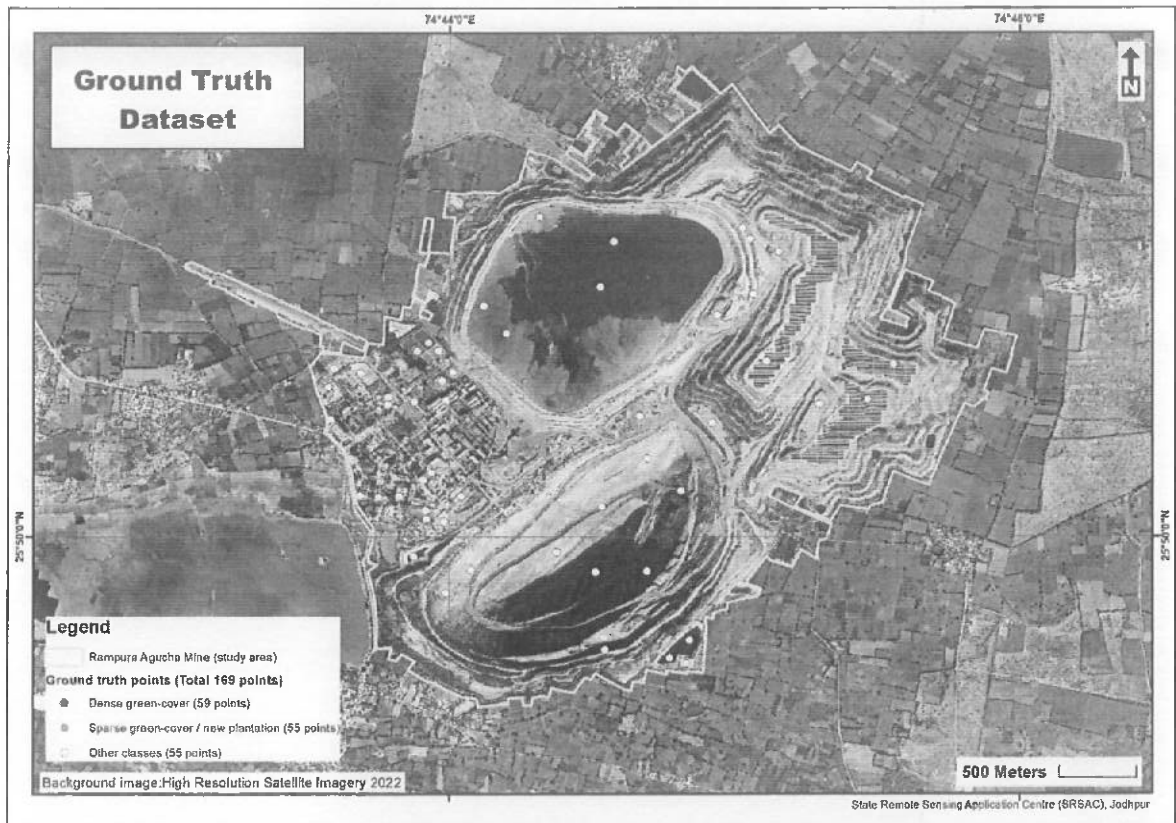 74°44'0"E
74°46'0"E
Ground Truth
Dataset
N
25°50'0"N
25°50'0"N
Legend
Rampura Agucha Mine (study area)
Ground truth points (Total 169 points)
Dense green-cover (59 points)
Sparse green-cover / new plantation (55 points)
Other classes (55 points)
Background image:High Resolution Satellite Imagery 2022
500 Meters
State Remote Sensing Application Centre (SRSAC), Jodhpur